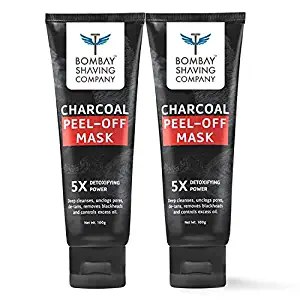 BOMBAY
SHAVING
COMPANY
CHARCOAL
PEEL-OFF
MASK
5X DETOXIFYING
POWER
Deep cleanses, unclogs pores,
de-tans, removes blackheads
and controls excess oil.
Net wt. 100g
BOMBAY
SHAVING
COMPANY
CHARCOAL
PEEL-OFF
MASK
5X DETOXIFYING
POWER
Deep cleanses, unclogs pores,
de-tans, removes blackheads
and controls excess oil.
Net wt. 100g